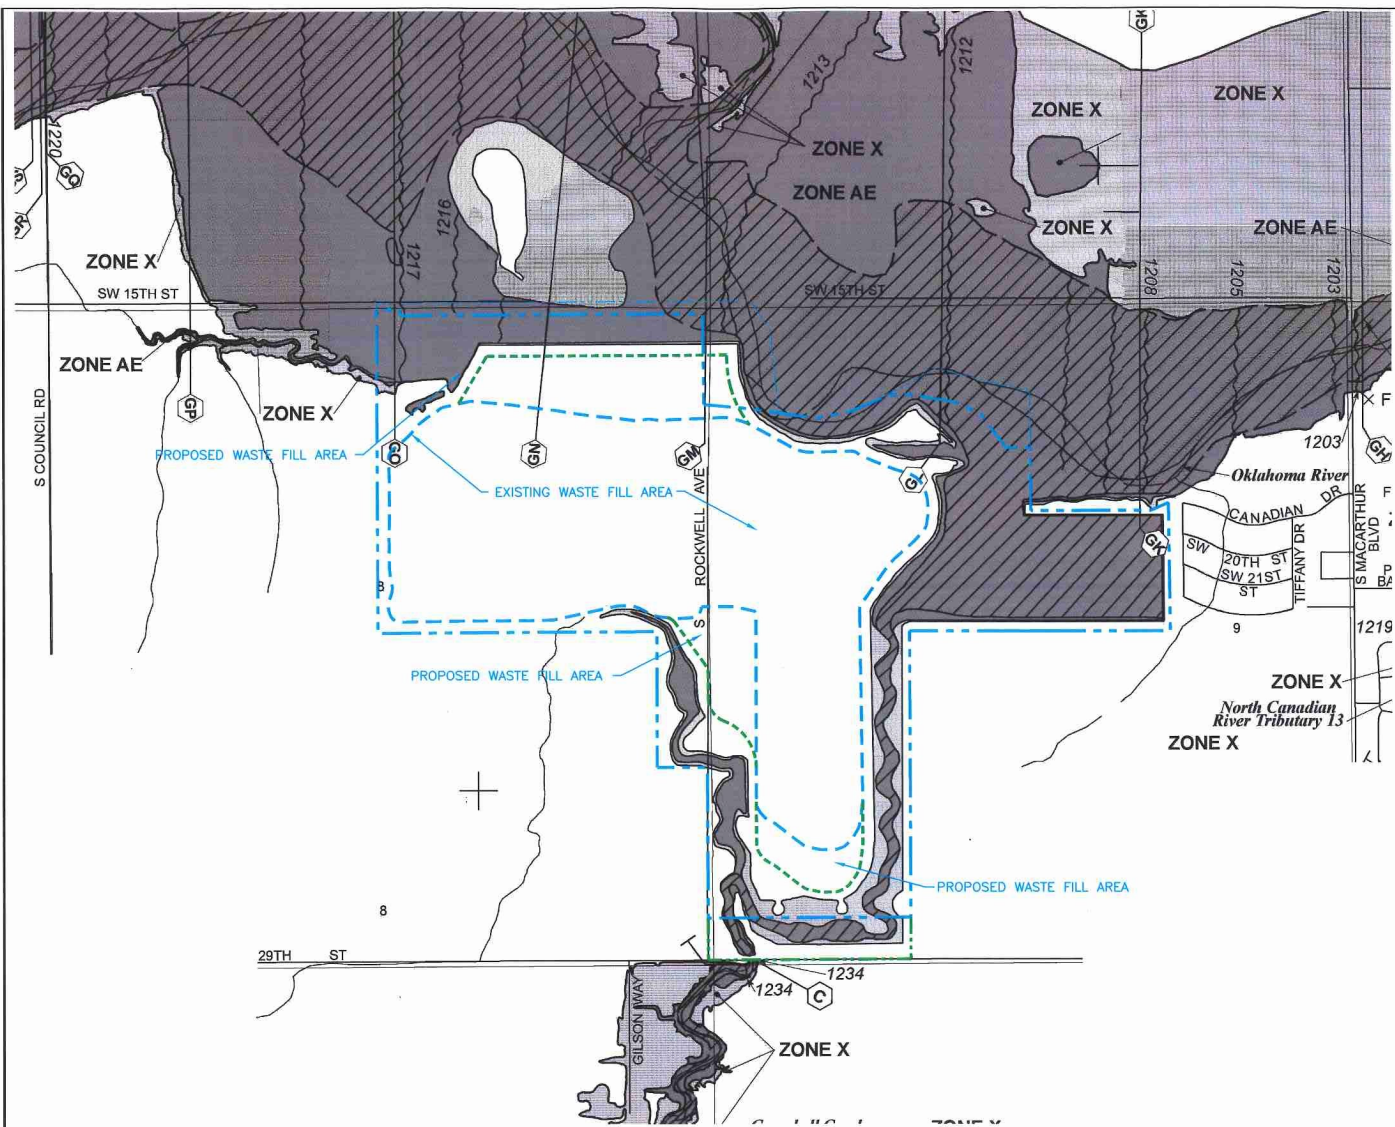 GK
1212
1213
ZONE X
ZONE X
ZONE X
ZONE AE
1220
GQ
1216
1217
ZONE X
ZONE AE
ZONE X
SW 15TH ST
SW 15TH ST
1208
1205
1203
ZONE AE
ZONE X
S COUNCIL RD
GP
PROPOSED WASTE FILL AREA
GO
GN
GM
EXISTING WASTE FILL AREA
S ROCKWELL AVE
1203
GH
Oklahoma River
CANADIAN DR
GK
SW 20TH ST
SW 21ST ST
TIFFANY DR
S MACARTHUR BLVD
8
9
1219
PROPOSED WASTE FILL AREA
ZONE X
North Canadian
River Tributary 13
ZONE X
PROPOSED WASTE FILL AREA
8
29TH ST
1234
1234
C
GILSON WAY
ZONE X